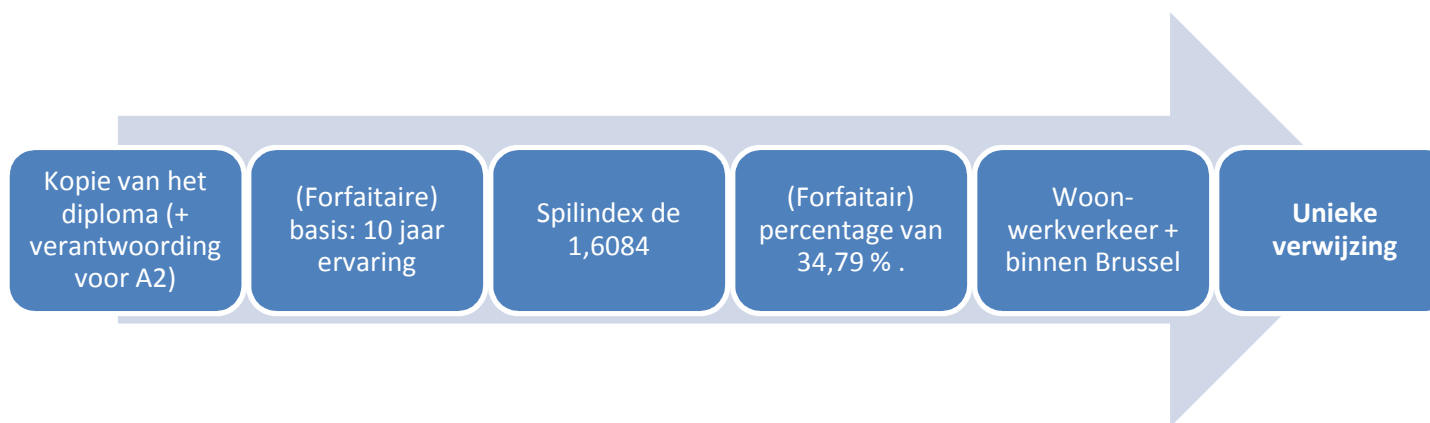 Kopie van het
diploma (+
verantwoording
voor A2)
(Forfaitaire)
basis: 10 jaar
ervaring
Spilindex de
1,6084
(Forfaitair)
percentage van
34,79 % .
Woon-
werkverkeer +
binnen Brussel
Unieke
verwijzing